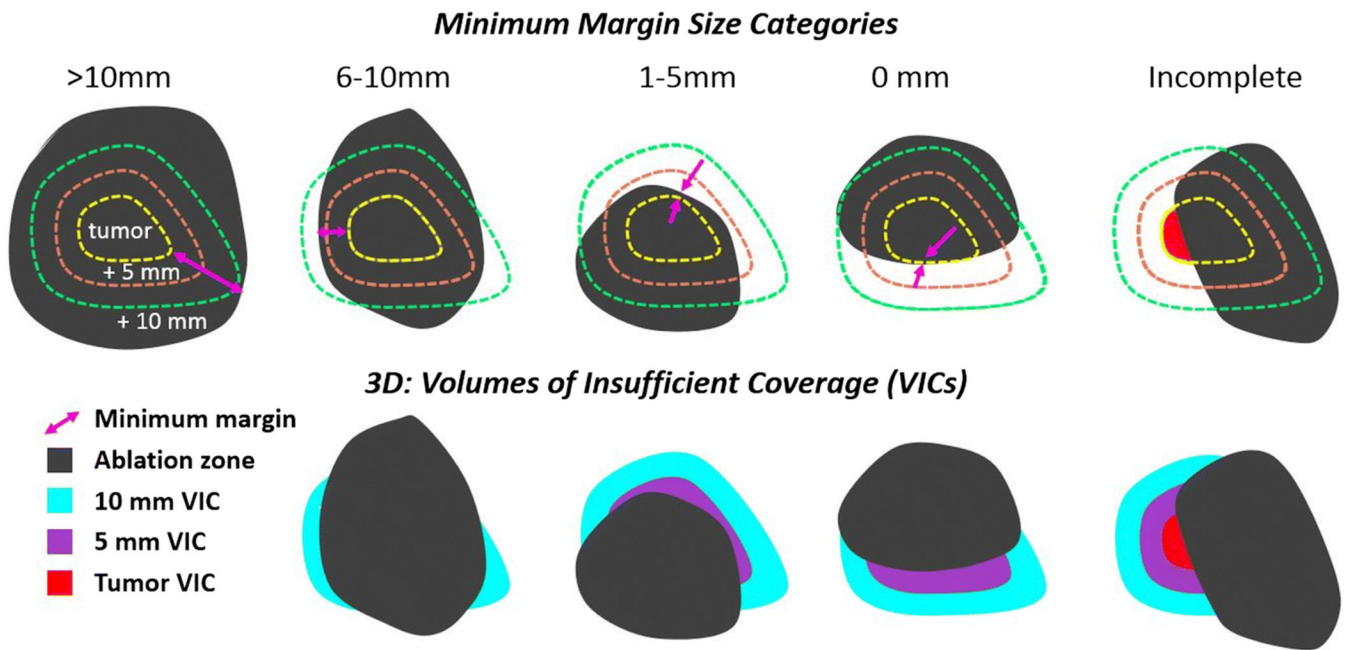 Minimum Margin Size Categories
>10mm 6-10mm 1-5mm 0 mm Incomplete
tumor
+ 5 mm
+ 10 mm
3D: Volumes of Insufficient Coverage (VICs)
Minimum margin
Ablation zone
10 mm VIC
5 mm VIC
Tumor VIC